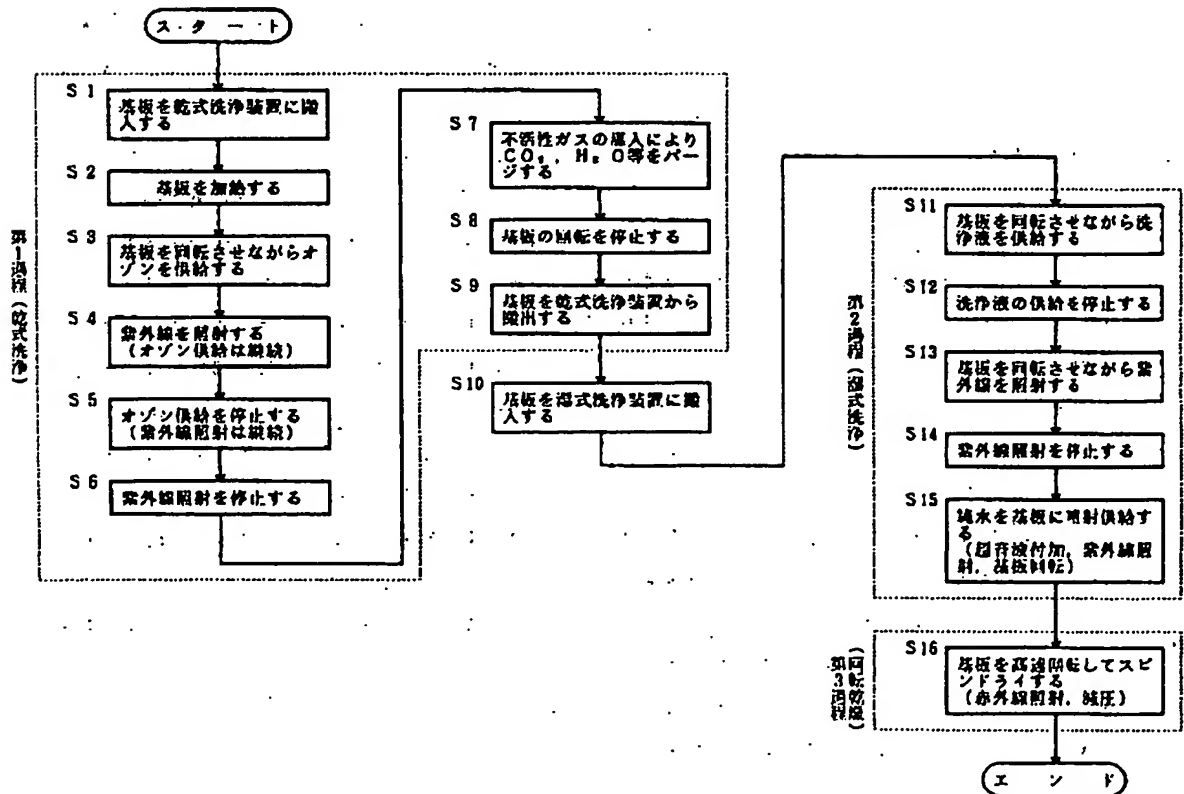 スタート
S1
基板を乾式洗浄装置に搬
入する
S2
基板を加熱する
S3
基板を回転させながらオ
ゾンを供給する
S4
紫外線を照射する
(オゾン供給は継続)
S5
オゾン供給を停止する
(紫外線照射は継続)
S6
紫外線照射を停止する
第1過程(乾式洗浄)
S7
不活性ガスの導入により
CO₂, H₂O等をパー
ジする
S8
基板の回転を停止する
S9
基板を乾式洗浄装置から
搬出する
S10
基板を湿式洗浄装置に搬
入する
第2過程(湿式洗浄)
S11
基板を回転させながら洗
浄液を供給する
S12
洗浄液の供給を停止する
S13
基板を回転させながら紫
外線を照射する
S14
紫外線照射を停止する
S15
純水を基板に噴射供給す
る
(超音波付加, 紫外線照
射, 基板回転)
第3過程
(回転乾燥)
S16
基板を高速回転してスピ
ンドライする
(赤外線照射, 減圧)
エンド